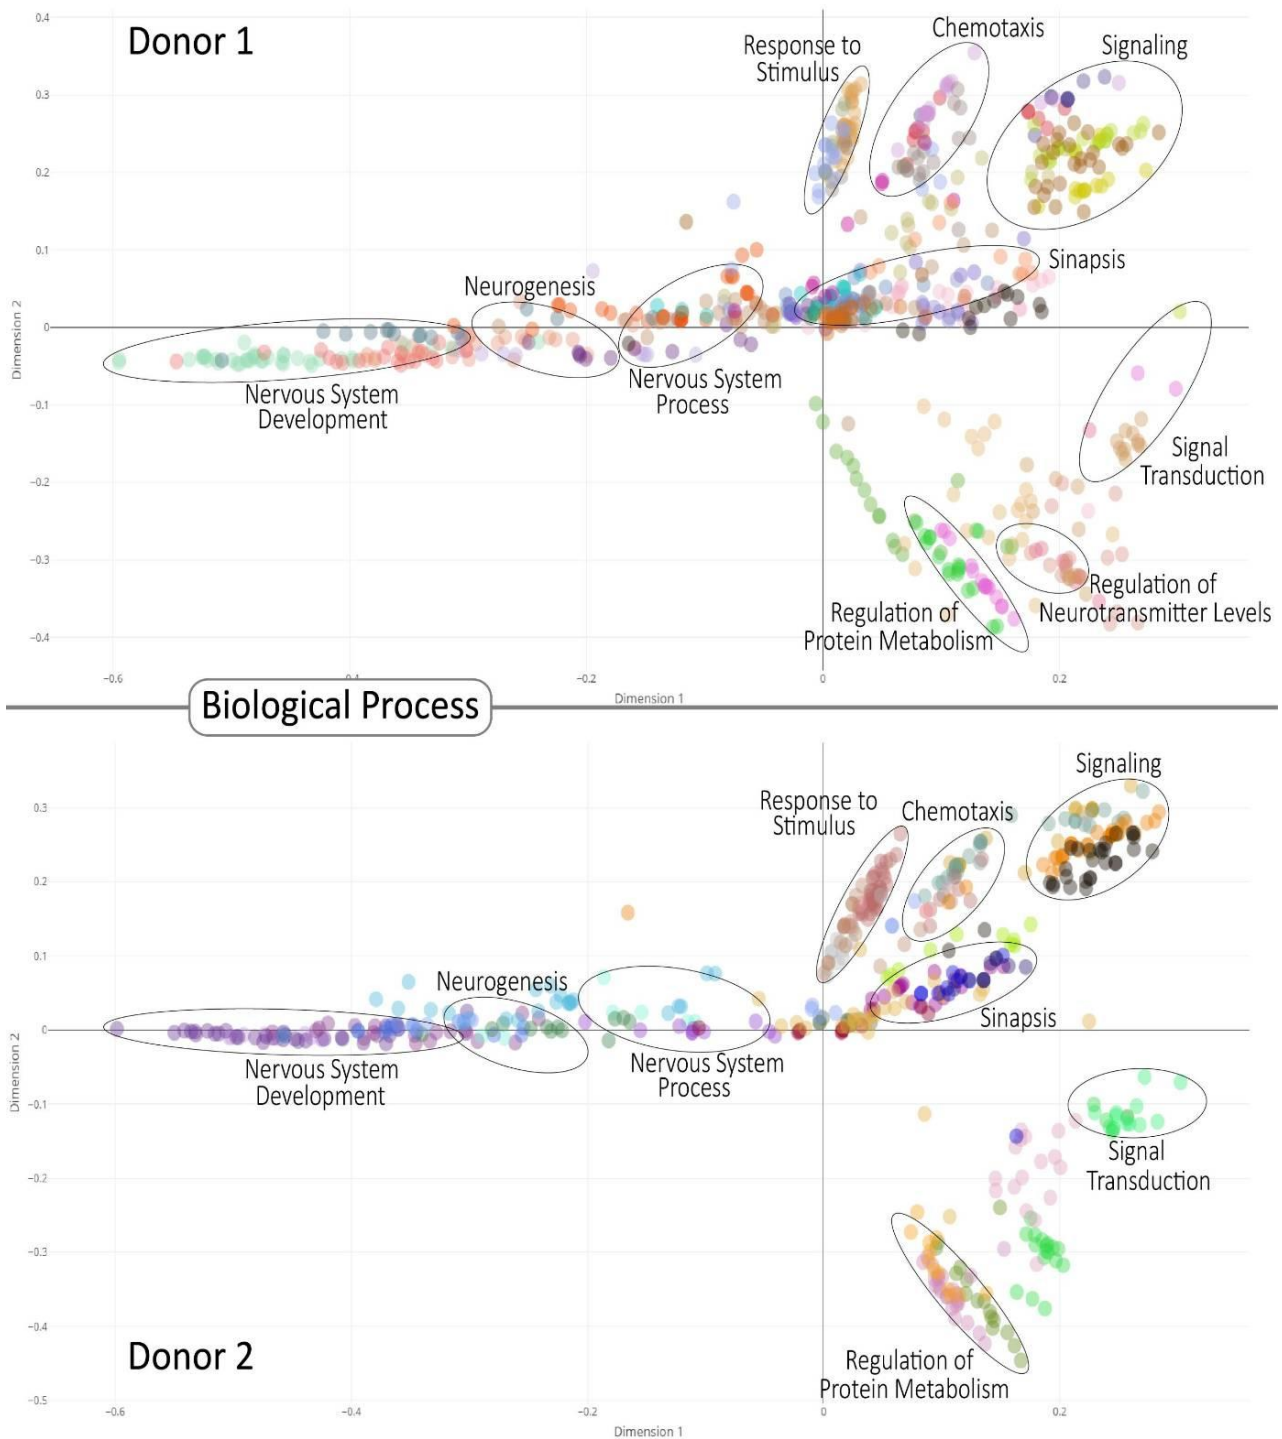 Donor 1
Response to
Stimulus
Chemotaxis
Signaling
Neurogenesis
Sinapsis
Nervous System
Development
Nervous System
Process
Signal
Transduction
Regulation of
Protein Metabolism
Regulation of
Neurotransmitter Levels
0.4
0.3
0.2
0.1
0
−0.1
−0.2
−0.3
−0.4
Dimension 2
−0.6
−0.4
−0.2
0
0.2
Dimension 1
Biological Process
Response to
Stimulus
Chemotaxis
Signaling
Neurogenesis
Sinapsis
Nervous System
Development
Nervous System
Process
Signal
Transduction
Regulation of
Protein Metabolism
Donor 2
0.3
0.2
0.1
0
−0.1
−0.2
−0.3
−0.4
−0.5
Dimension 2
−0.6
−0.4
−0.2
0
0.2
Dimension 1